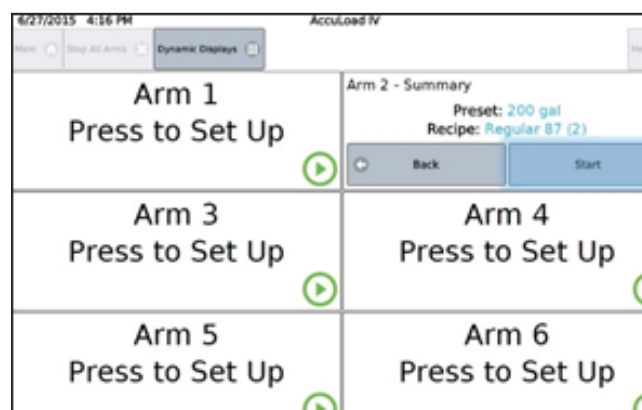 6/27/2015 4:16 PM AccuLoad IV
Main Stop All Arms Dynamic Displays
Arm 1
Press to Set Up
Arm 2 - Summary
Preset: 200 gal
Recipe: Regular 87 (2)
Back Start
Arm 3
Press to Set Up
Arm 4
Press to Set Up
Arm 5
Press to Set Up
Arm 6
Press to Set Up